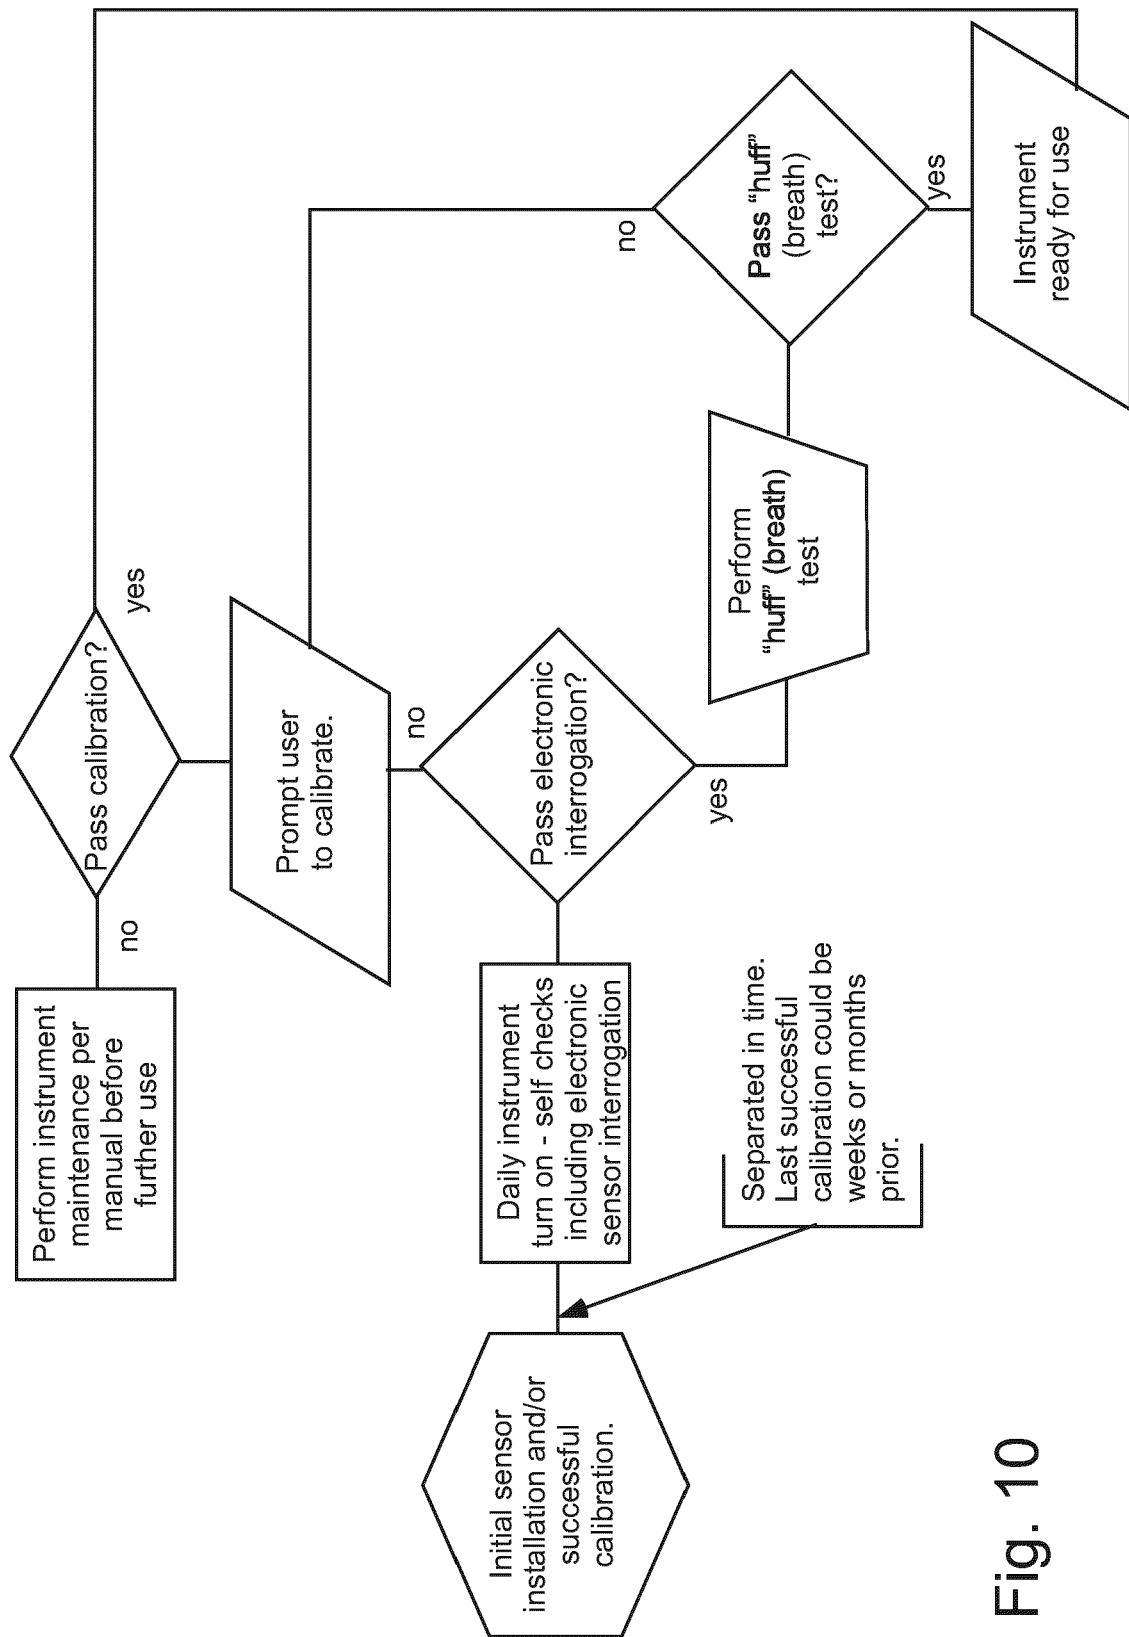 Perform instrument
maintenance per
manual before
further use
no
Pass calibration?
yes
Prompt user
to calibrate.
no
no
Initial sensor
installation and/or
successful
calibration.
Daily instrument
turn on - self checks
including electronic
sensor interrogation
Pass electronic
interrogation?
yes
Perform
“huff” (breath)
test
Pass “huff”
(breath)
test?
yes
Separated in time.
Last successful
calibration could be
weeks or months
prior.
Instrument
ready for use
Fig. 10